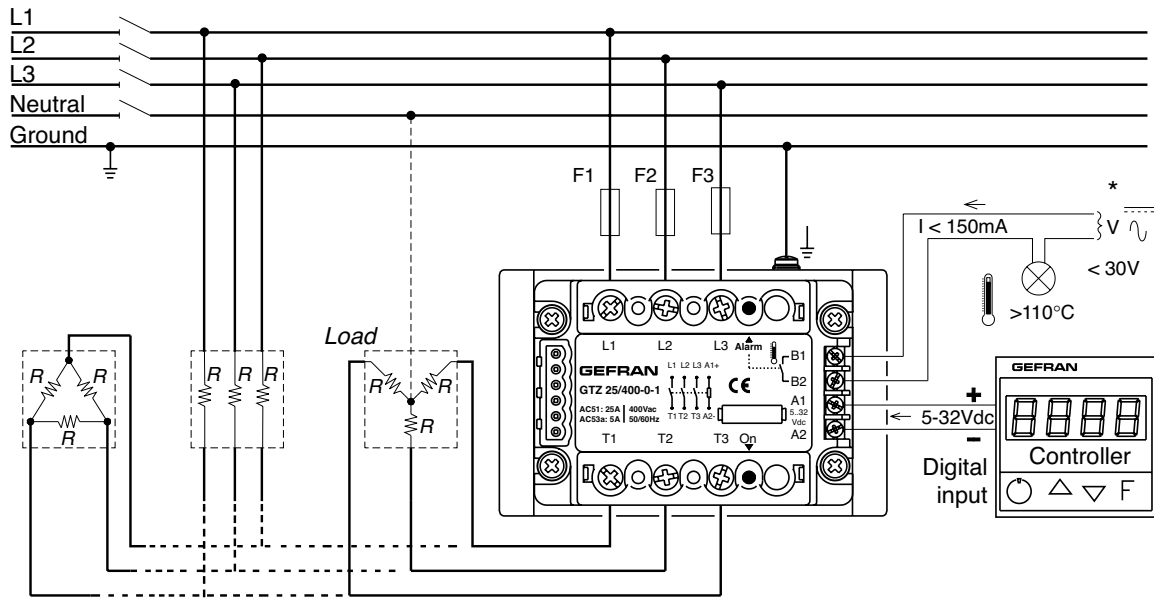 L1
L2
L3
Neutral
Ground
F1 F2 F3
*
I < 150mA
V
< 30V
>110°C
Load
R R
R
R R R
R R
R
L1 L2 L3 Alarm
B1
GEFRAN
L1 L2 L3 A1+
B2
GTZ 25/400-0-1
CE
A1
AC51: 25A 400Vac
AC53a: 5A 50/60Hz
T1 T2 T3 A2-
5..32
Vdc
A2
T1 T2 T3 On
+
5-32Vdc
–
Digital
input
GEFRAN
8888
Controller
F